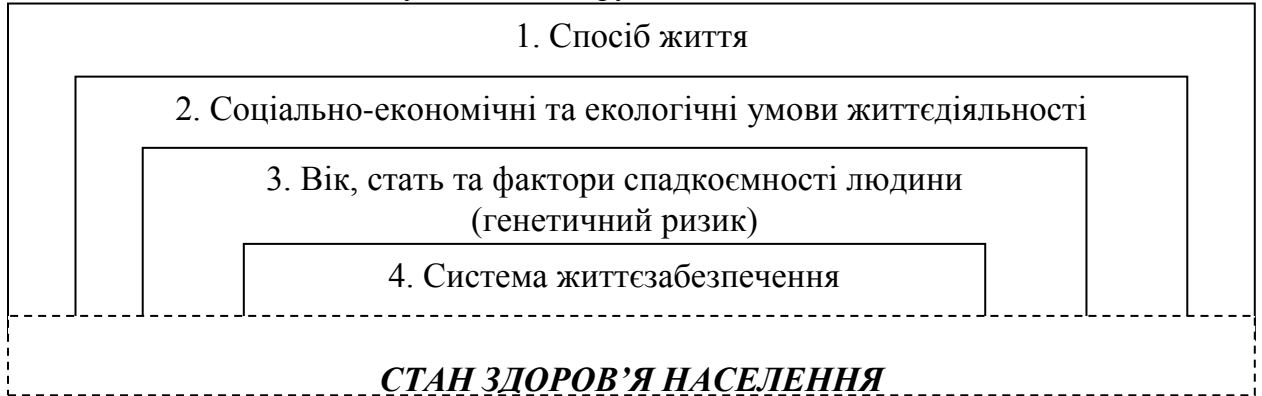 1. Спосіб життя
2. Соціально-економічні та екологічні умови життєдіяльності
3. Вік, стать та фактори спадкоємності людини
(генетичний ризик)
4. Система життєзабезпечення
СТАН ЗДОРОВ’Я НАСЕЛЕННЯ